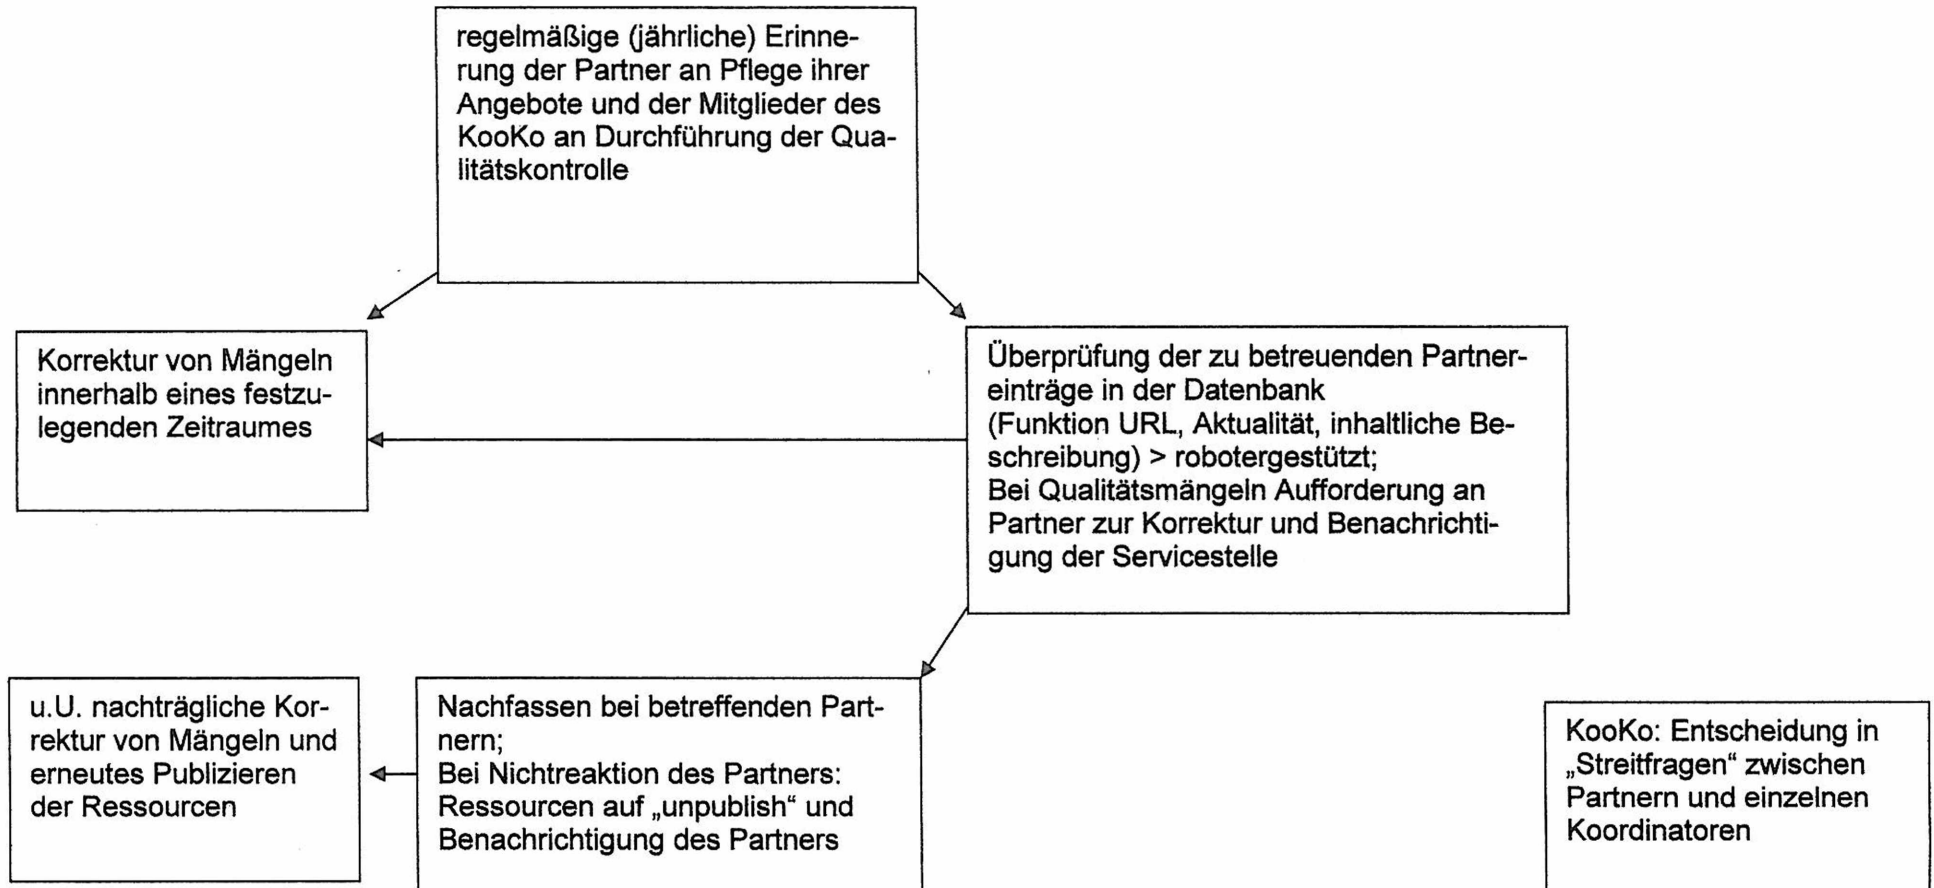 regelmäßige (jährliche) Erinne-
rung der Partner an Pflege ihrer
Angebote und der Mitglieder des
KooKo an Durchführung der Qua-
litätskontrolle
Korrektur von Mängeln
innerhalb eines festzu-
legenden Zeitraumes
Überprüfung der zu betreuenden Partner-
einträge in der Datenbank
(Funktion URL, Aktualität, inhaltliche Be-
schreibung) > robotergestützt;
Bei Qualitätsmängeln Aufforderung an
Partner zur Korrektur und Benachrichti-
gung der Servicestelle
u.U. nachträgliche Kor-
rektur von Mängeln und
erneutes Publizieren
der Ressourcen
Nachfassen bei betreffenden Part-
nern;
Bei Nichtreaktion des Partners:
Ressourcen auf „unpublish“ und
Benachrichtigung des Partners
KooKo: Entscheidung in
„Streitfragen“ zwischen
Partnern und einzelnen
Koordinatoren